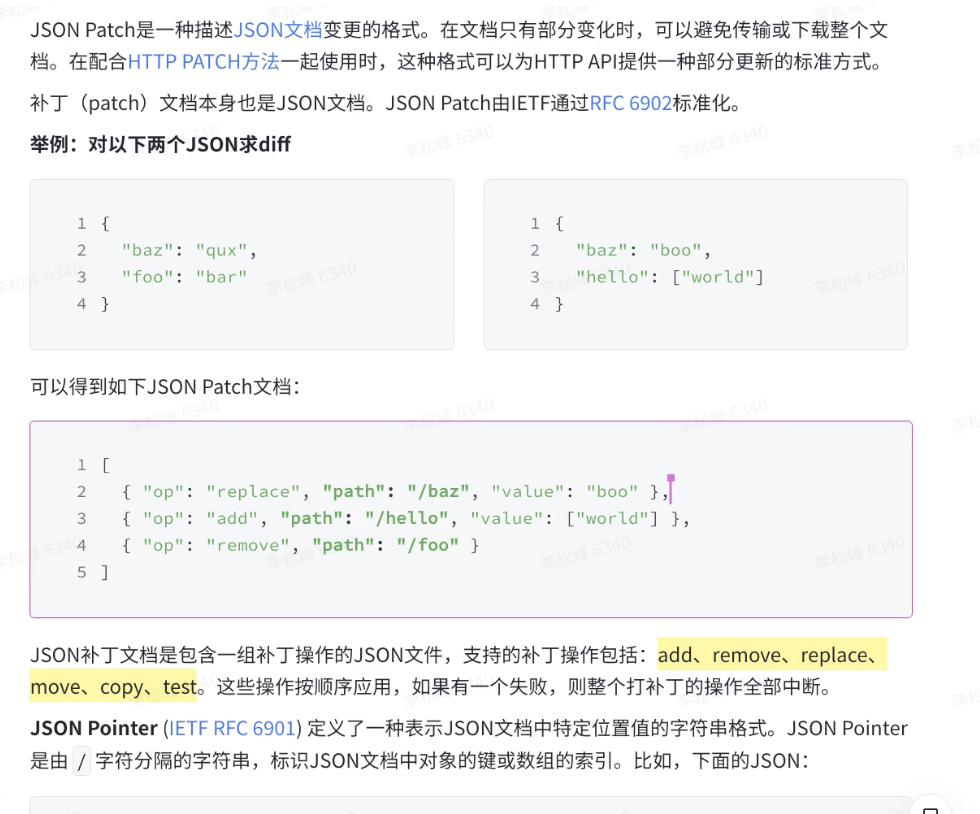 JSON Patch是一种描述JSON文档变更的格式。在文档只有部分变化时，可以避免传输或下载整个文
档。在配合HTTP PATCH方法一起使用时，这种格式可以为HTTP API提供一种部分更新的标准方式。
补丁（patch）文档本身也是JSON文档。JSON Patch由IETF通过RFC 6902标准化。
举例：对以下两个JSON求diff
1 {
2   "baz": "qux",
3   "foo": "bar"
4 }
1 {
2   "baz": "boo",
3   "hello": ["world"]
4 }
可以得到如下JSON Patch文档：
1 [
2   { "op": "replace", "path": "/baz", "value": "boo" },
3   { "op": "add", "path": "/hello", "value": ["world"] },
4   { "op": "remove", "path": "/foo" }
5 ]
JSON补丁文档是包含一组补丁操作的JSON文件，支持的补丁操作包括：add、remove、replace、
move、copy、test。这些操作按顺序应用，如果有一个失败，则整个打补丁的操作全部中断。
JSON Pointer (IETF RFC 6901) 定义了一种表示JSON文档中特定位置值的字符串格式。JSON Pointer
是由 / 字符分隔的字符串，标识JSON文档中对象的键或数组的索引。比如，下面的JSON：
李松峰 6340